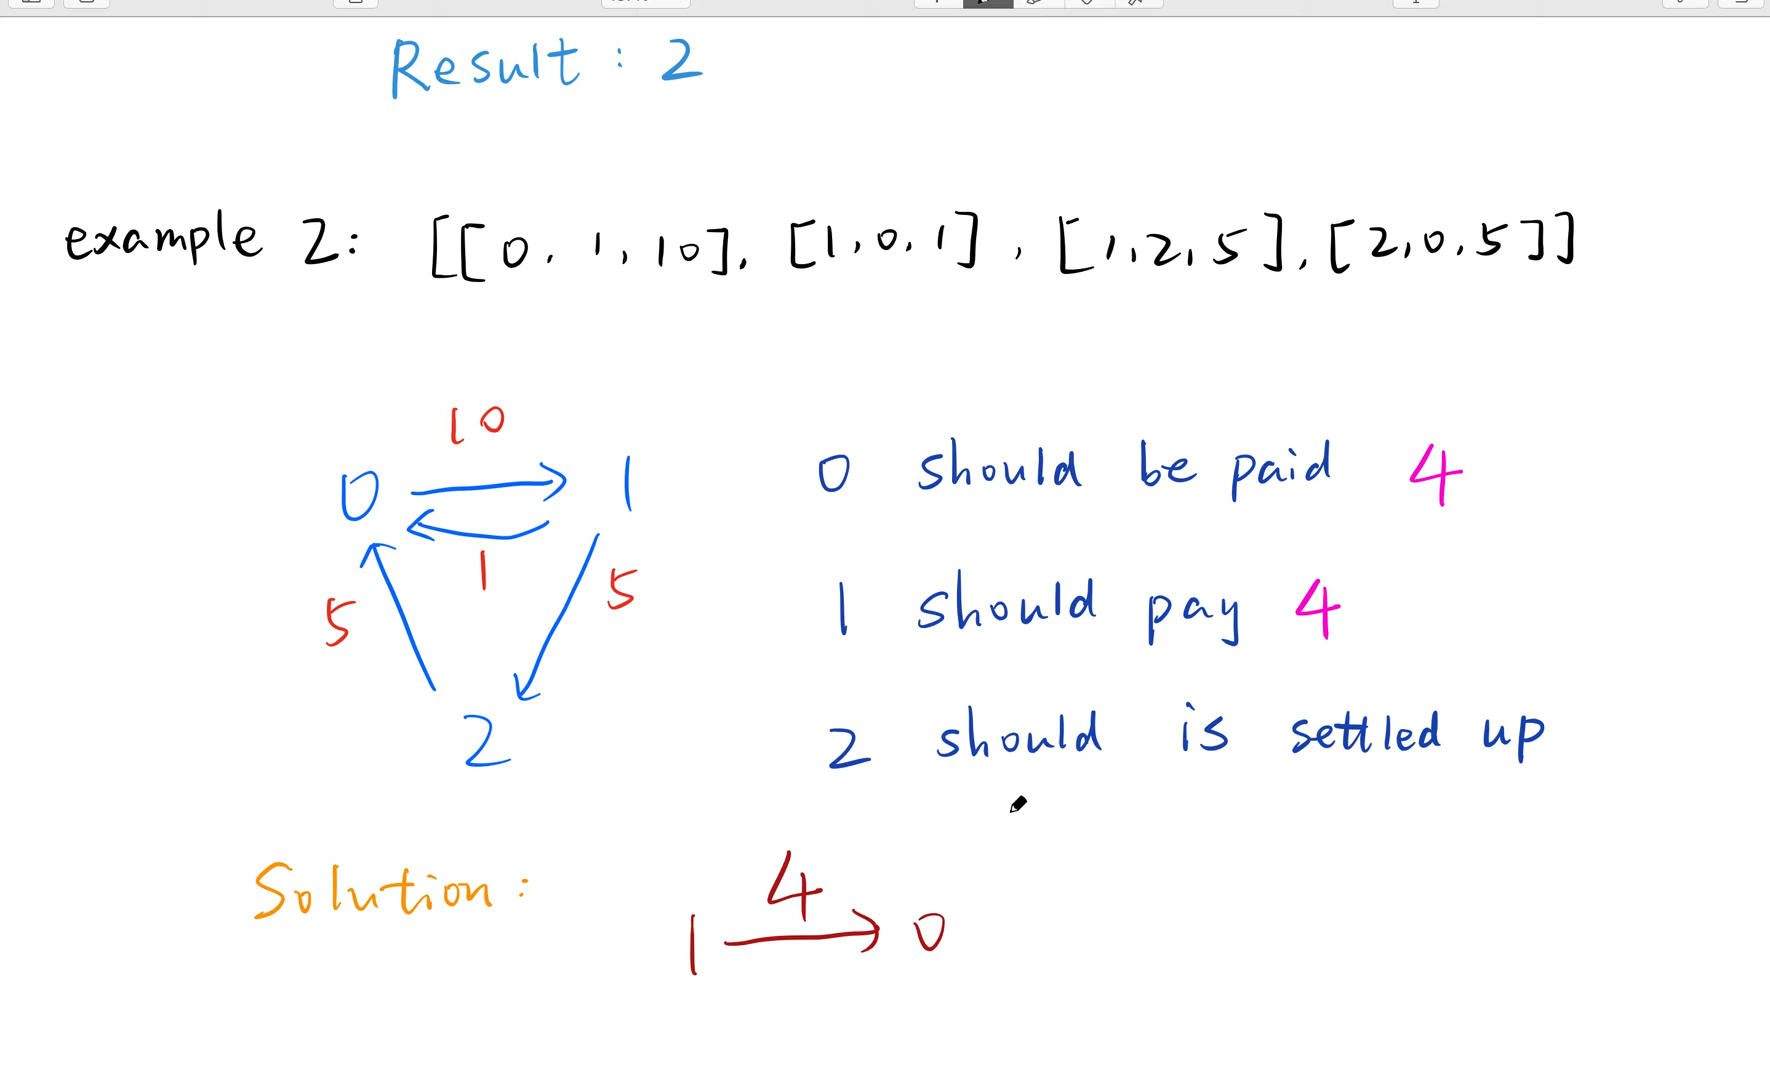 Result : 2
example 2: [[0, 1, 10], [1, 0, 1], [1, 2, 5], [2, 0, 5]]
10
0 1
1
5 5
2
0 should be paid 4
1 should pay 4
2 should is settled up
Solution:
4
1 0